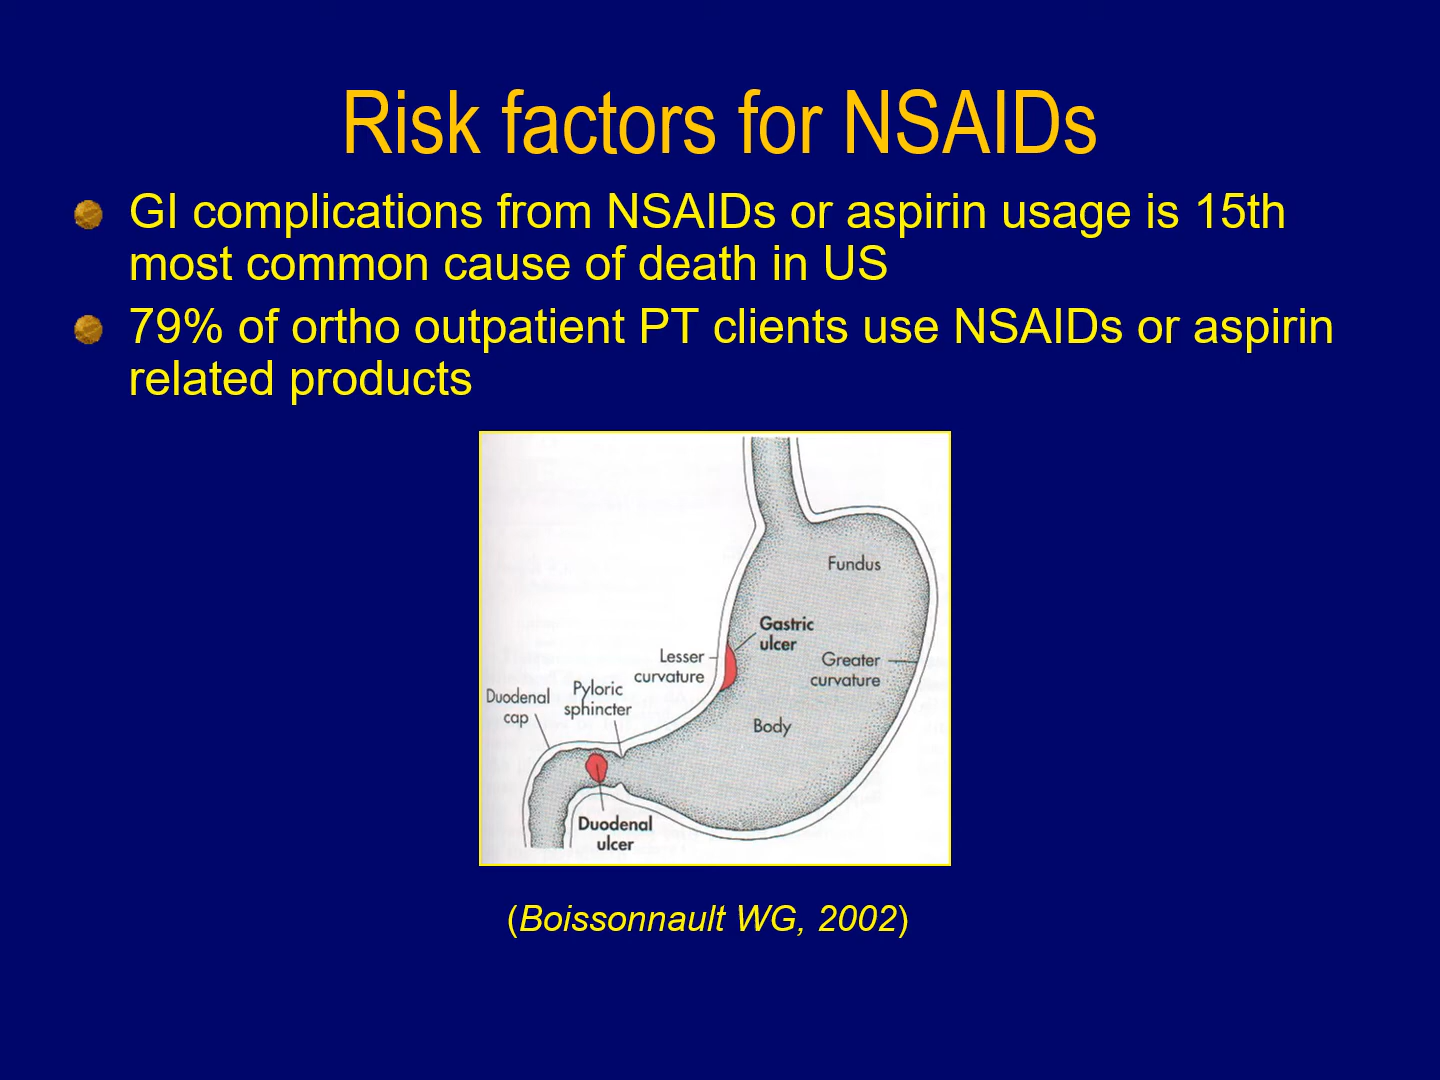 Risk factors for NSAIDs
GI complications from NSAIDs or aspirin usage is 15th
most common cause of death in US
79% of ortho outpatient PT clients use NSAIDs or aspirin
related products
Fundus
Gastric
ulcer
Lesser
curvature
Greater
curvature
Duodenal
cap
Pyloric
sphincter
Body
Duodenal
ulcer
(Boissonnault WG, 2002)